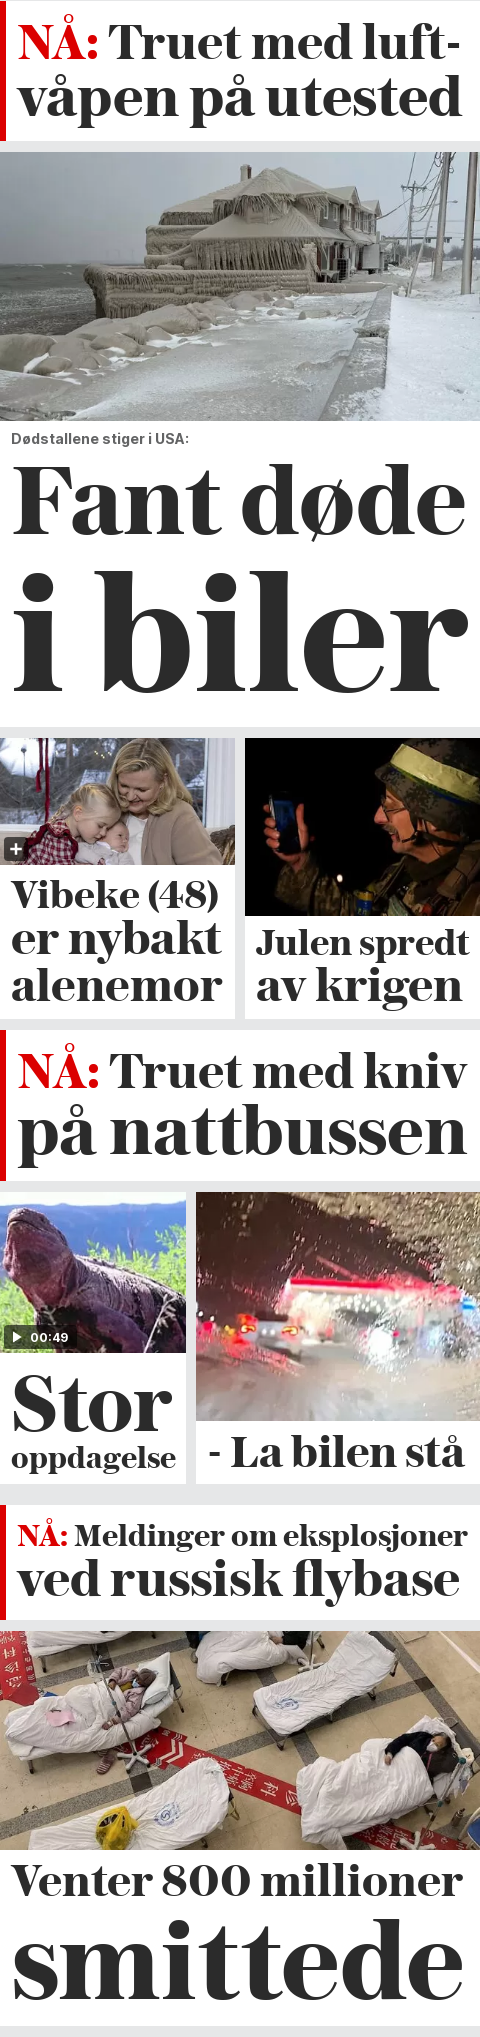 NÅ: Truet med luft-
våpen på utested
Dødstallene stiger i USA:
Fant døde
i biler
Vibeke (48)
er nybakt
alenemor
Julen spredt
av krigen
NÅ: Truet med kniv
på nattbussen
00:49
Stor
oppdagelse
- La bilen stå
NÅ: Meldinger om eksplosjoner
ved russisk flybase
Venter 800 millioner
smittede